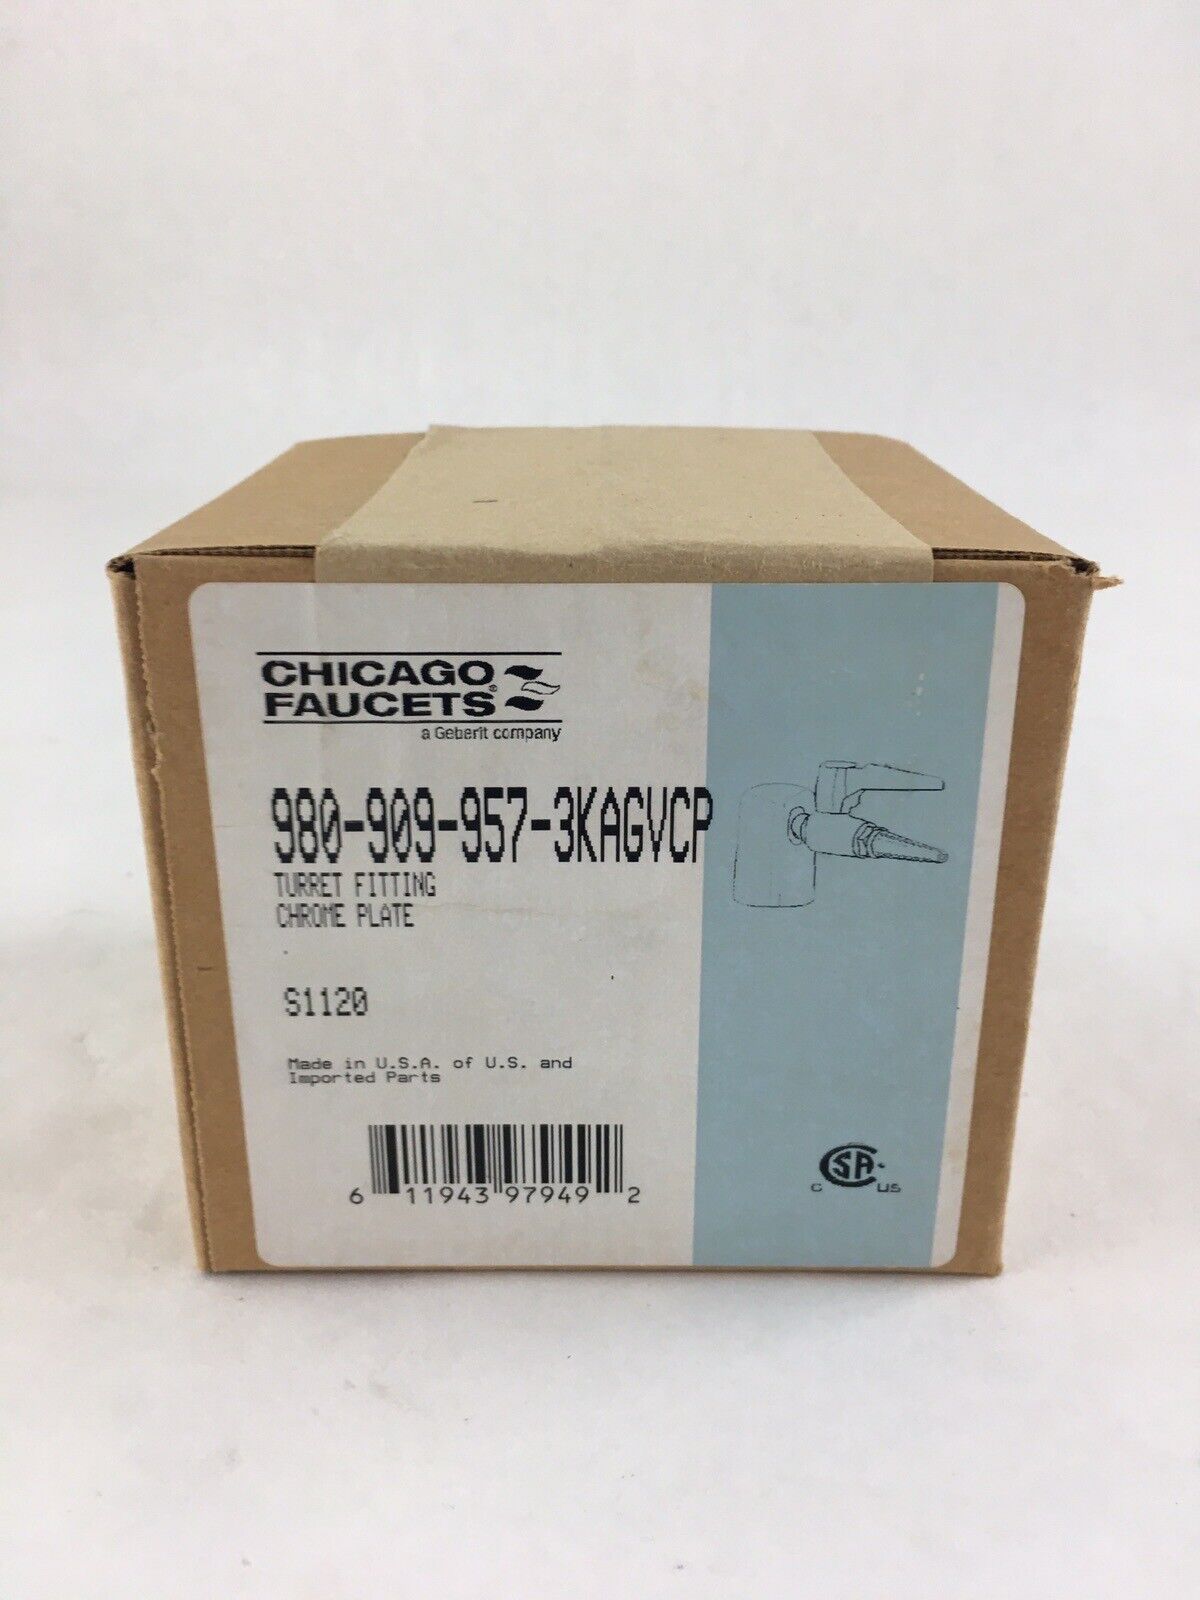 CHICAGO
FAUCETS®
a Geberit company
980-909-957-3KAGVCP
TURRET FITTING
CHROME PLATE
S1120
Made in U.S.A. of U.S. and
Imported Parts
6 11943 97949 2
CSA
C US